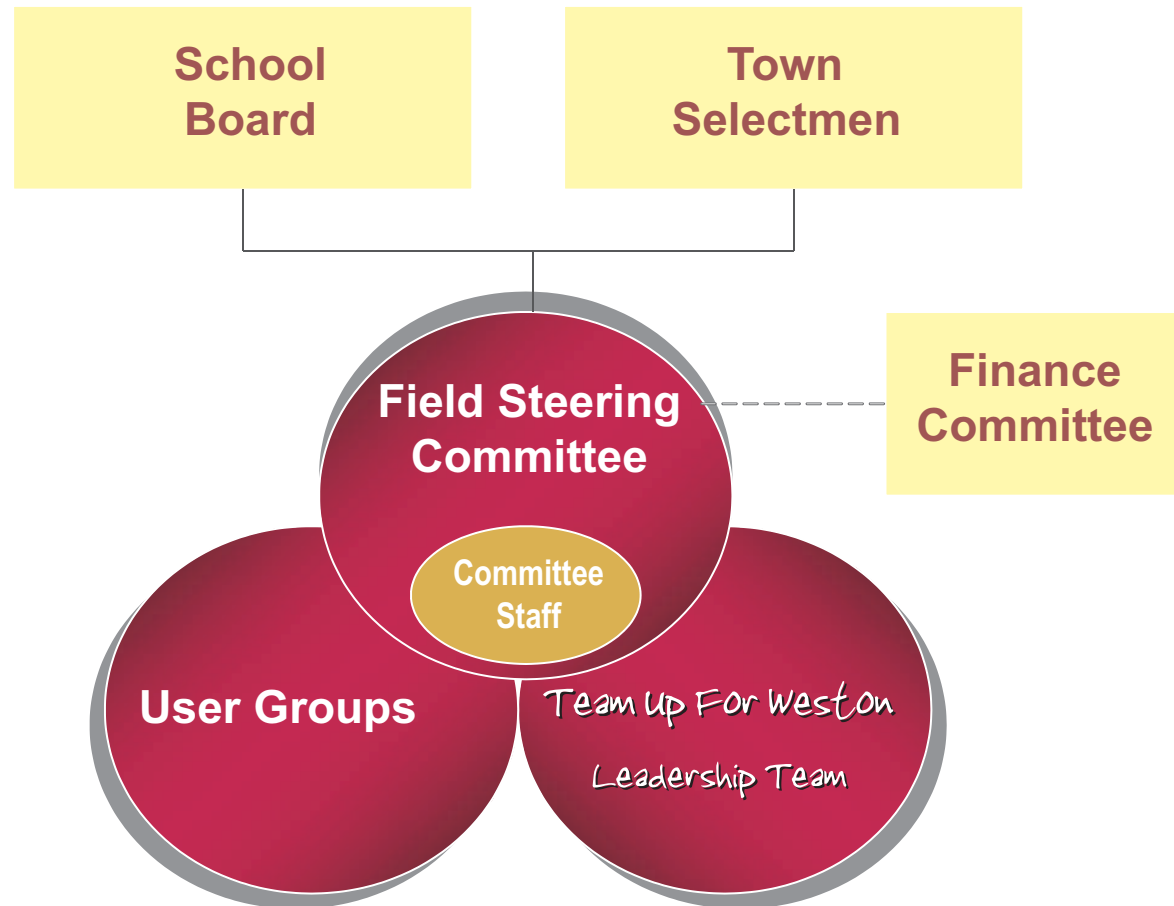 School
Board
Town
Selectmen
Field Steering
Committee
Finance
Committee
Committee
Staff
User Groups
Team Up For Weston
Leadership Team